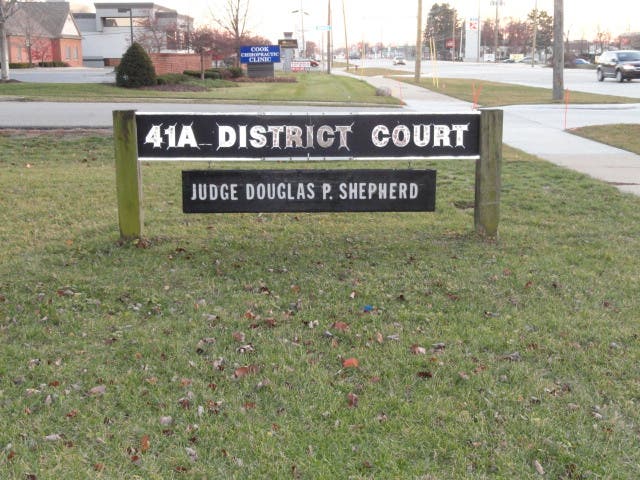 COOK
CHIROPRACTIC
CLINIC
41A DISTRICT COURT
JUDGE DOUGLAS P. SHEPHERD